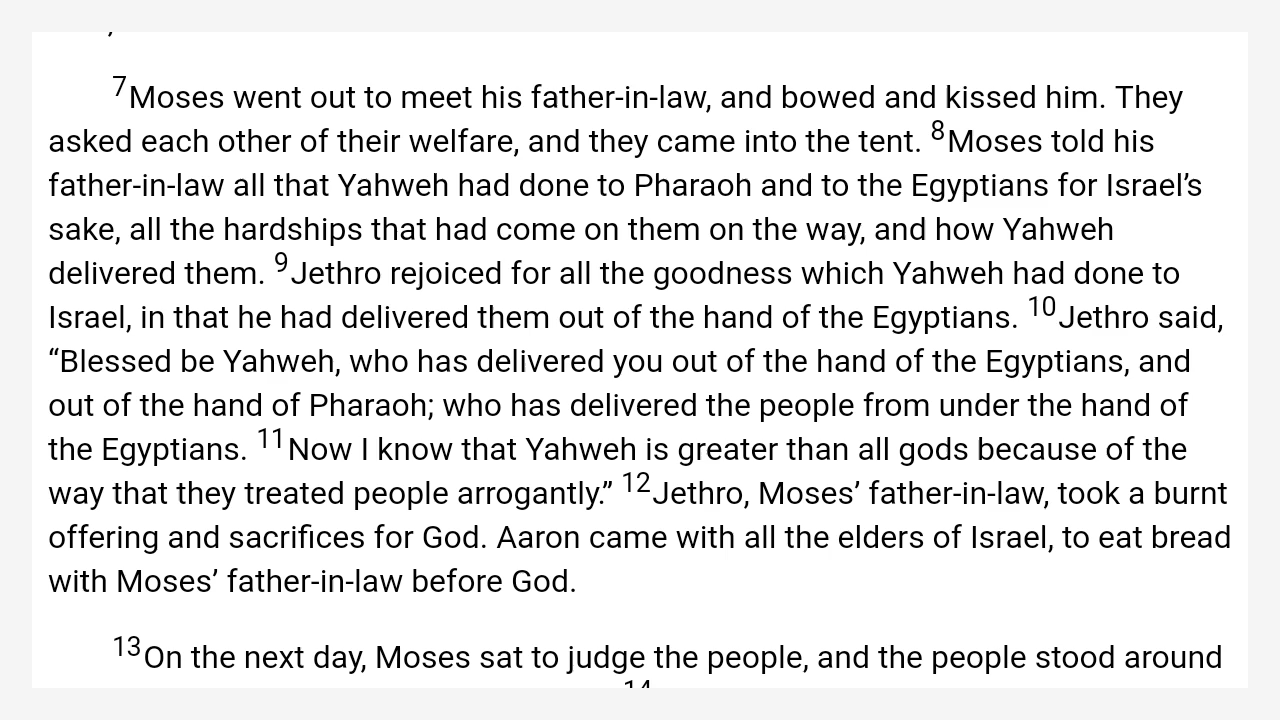 7Moses went out to meet his father-in-law, and bowed and kissed him. They
asked each other of their welfare, and they came into the tent. 8Moses told his
father-in-law all that Yahweh had done to Pharaoh and to the Egyptians for Israel’s
sake, all the hardships that had come on them on the way, and how Yahweh
delivered them. 9Jethro rejoiced for all the goodness which Yahweh had done to
Israel, in that he had delivered them out of the hand of the Egyptians. 10Jethro said,
“Blessed be Yahweh, who has delivered you out of the hand of the Egyptians, and
out of the hand of Pharaoh; who has delivered the people from under the hand of
the Egyptians. 11Now I know that Yahweh is greater than all gods because of the
way that they treated people arrogantly.” 12Jethro, Moses’ father-in-law, took a burnt
offering and sacrifices for God. Aaron came with all the elders of Israel, to eat bread
with Moses’ father-in-law before God.
13On the next day, Moses sat to judge the people, and the people stood around